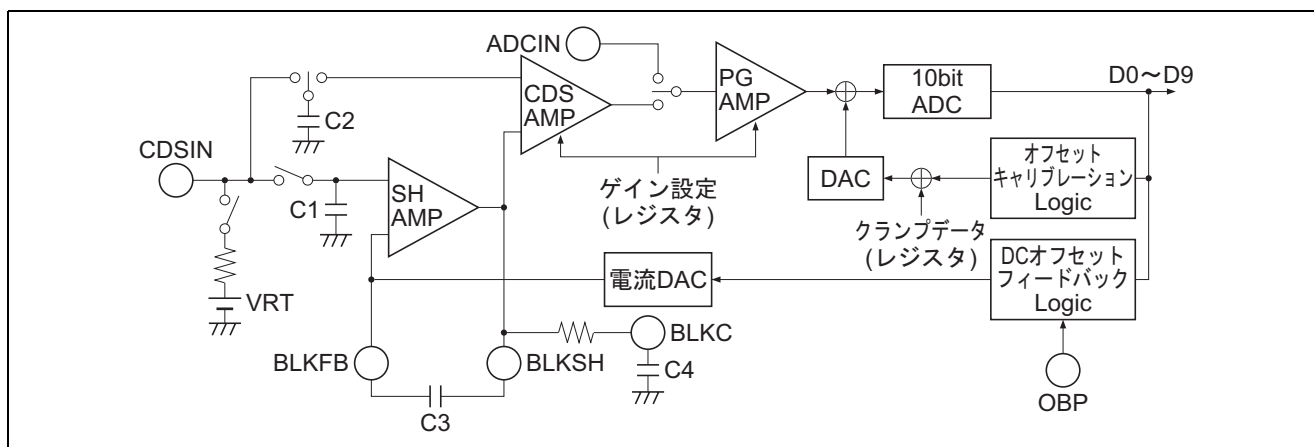 ADCIN
CDS
AMP
PG
AMP
10bit
ADC
D0～D9
C2
CDSIN
C1
SH
AMP
ゲイン設定
(レジスタ)
DAC
オフセット
キャリブレーション
Logic
クランプデータ
(レジスタ)
VRT
電流DAC
DCオフセット
フィードバック
Logic
BLKFB
BLKSH
BLKC
C4
C3
OBP